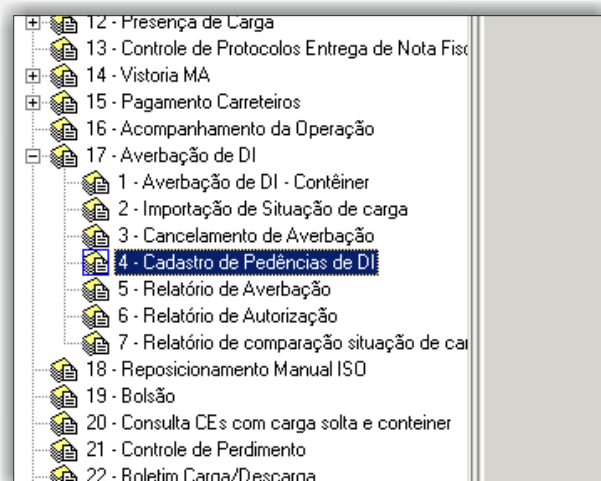 12 - Presença de Carga
13 - Controle de Protocolos Entrega de Nota Fisc
14 - Vistoria MA
15 - Pagamento Carreteiros
16 - Acompanhamento da Operação
17 - Averbação de DI
1 - Averbação de DI - Contêiner
2 - Importação de Situação de carga
3 - Cancelamento de Averbação
4 - Cadastro de Pedências de DI
5 - Relatório de Averbação
6 - Relatório de Autorização
7 - Relatório de comparação situação de car
18 - Reposicionamento Manual ISO
19 - Bolsão
20 - Consulta CEs com carga solta e conteiner
21 - Controle de Perdimento
22 - Boletim Carga/Descarga